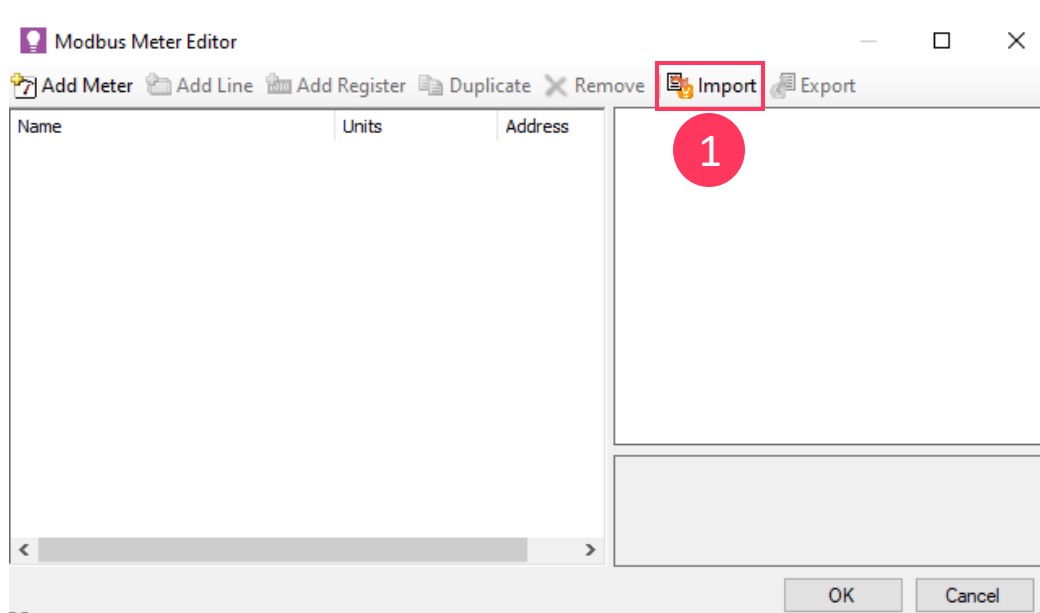 Modbus Meter Editor
Add Meter Add Line Add Register Duplicate Remove Import Export
Name Units Address
1
OK Cancel